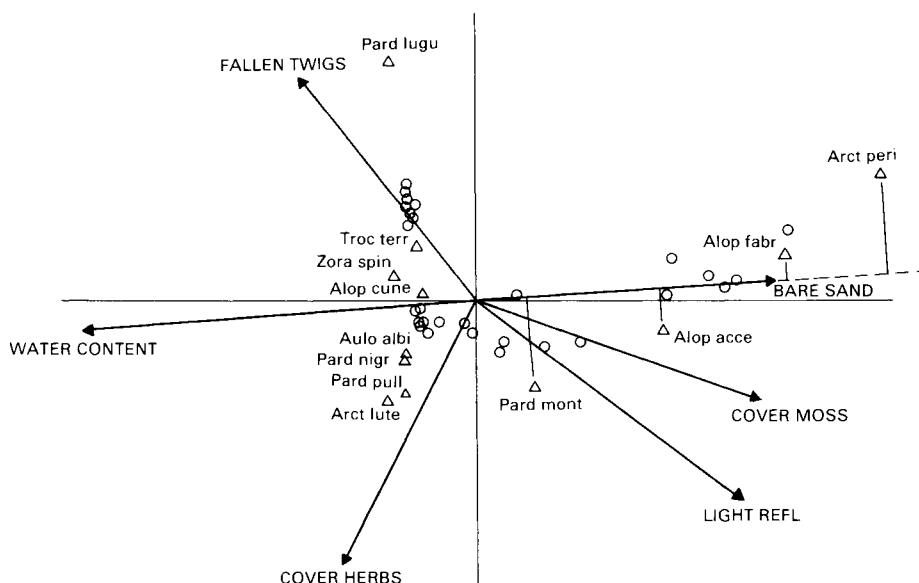 Pard lugu
FALLEN TWIGS
Arct peri
Troc terr
Alop fabr
Zora spin
Alop cune
BARE SAND
WATER CONTENT
Aulo albi
Alop acce
Pard nigr
Pard pull
Arct lute
Pard mont
COVER MOSS
LIGHT REFL
COVER HERBS